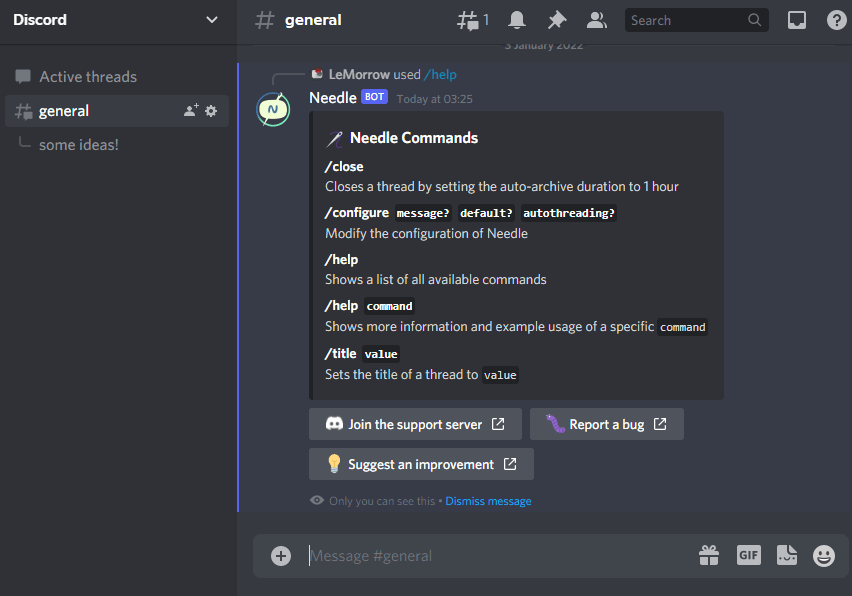 Discord
general
1
Search
3 January 2022
Active threads
general
some ideas!
LeMorrow used /help
Needle BOT Today at 03:25
N
Needle Commands
/close
Closes a thread by setting the auto-archive duration to 1 hour
/configure message? default? autothreading?
Modify the configuration of Needle
/help
Shows a list of all available commands
/help command
Shows more information and example usage of a specific command
/title value
Sets the title of a thread to value
Join the support server
Report a bug
Suggest an improvement
Only you can see this • Dismiss message
Message #general
GIF